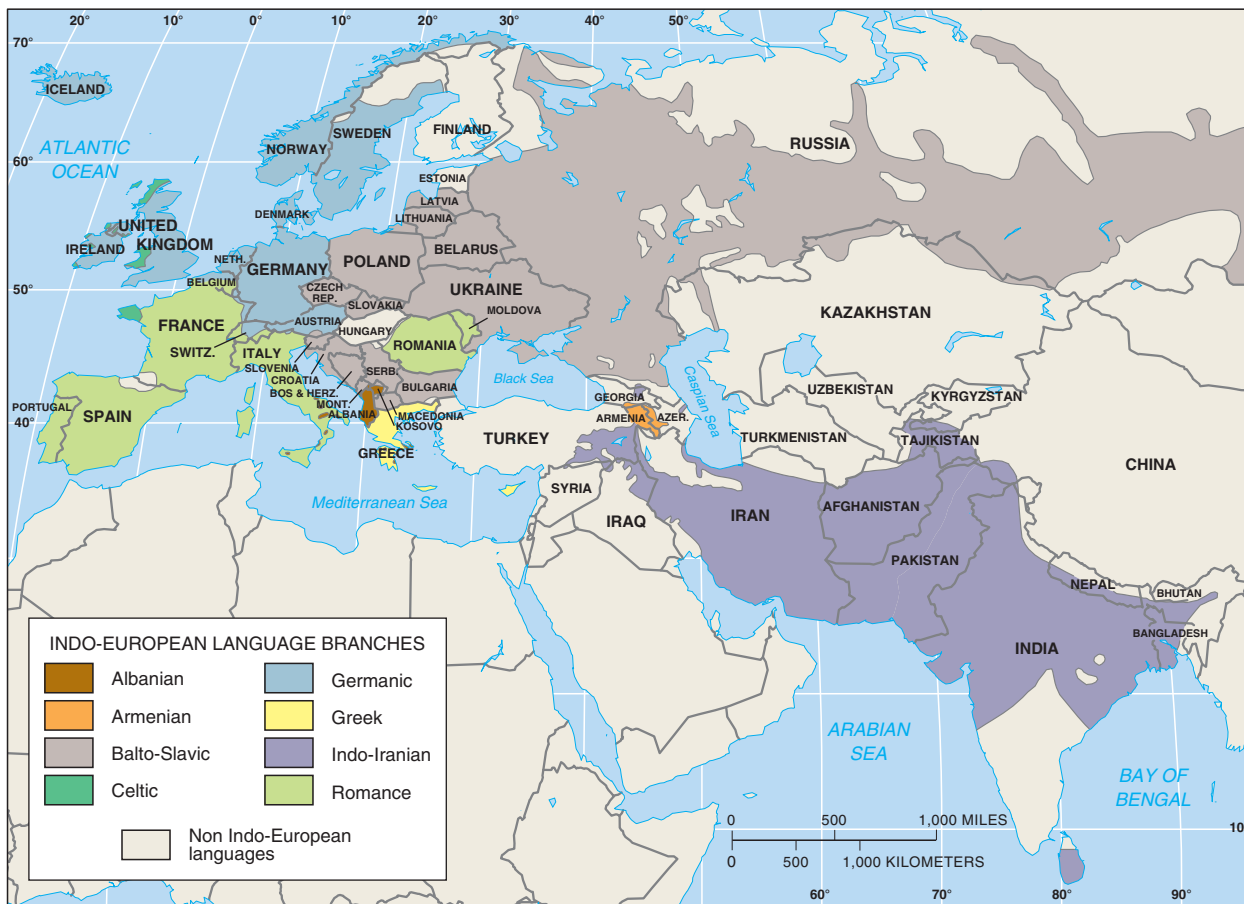 20° 10° 0° 10° 20° 30° 40° 50°
70°
60°
50°
40°
ICELAND
ATLANTIC
OCEAN
NORWAY
SWEDEN
FINLAND
RUSSIA
ESTONIA
LATVIA
LITHUANIA
DENMARK
UNITED
KINGDOM
IRELAND
NETH.
BELGIUM
GERMANY
POLAND
BELARUS
CZECH
REP.
SLOVAKIA
UKRAINE
MOLDOVA
FRANCE
SWITZ.
AUSTRIA
HUNGARY
ROMANIA
ITALY
SLOVENIA
CROATIA
BOS & HERZ.
MONT.
SERB.
BULGARIA
ALBANIA
MACEDONIA
KOSOVO
GREECE
PORTUGAL
SPAIN
Black Sea
Caspian Sea
Mediterranean Sea
GEORGIA
ARMENIA
AZER.
TURKEY
SYRIA
IRAQ
IRAN
KAZAKHSTAN
UZBEKISTAN
KYRGYZSTAN
TURKMENISTAN
TAJIKISTAN
CHINA
AFGHANISTAN
PAKISTAN
NEPAL
BHUTAN
BANGLADESH
INDIA
ARABIAN
SEA
BAY OF
BENGAL
INDO-EUROPEAN LANGUAGE BRANCHES
Albanian
Armenian
Balto-Slavic
Celtic
Germanic
Greek
Indo-Iranian
Romance
Non Indo-European
languages
0 500 1,000 MILES
0 500 1,000 KILOMETERS
10
60° 70° 80° 90°